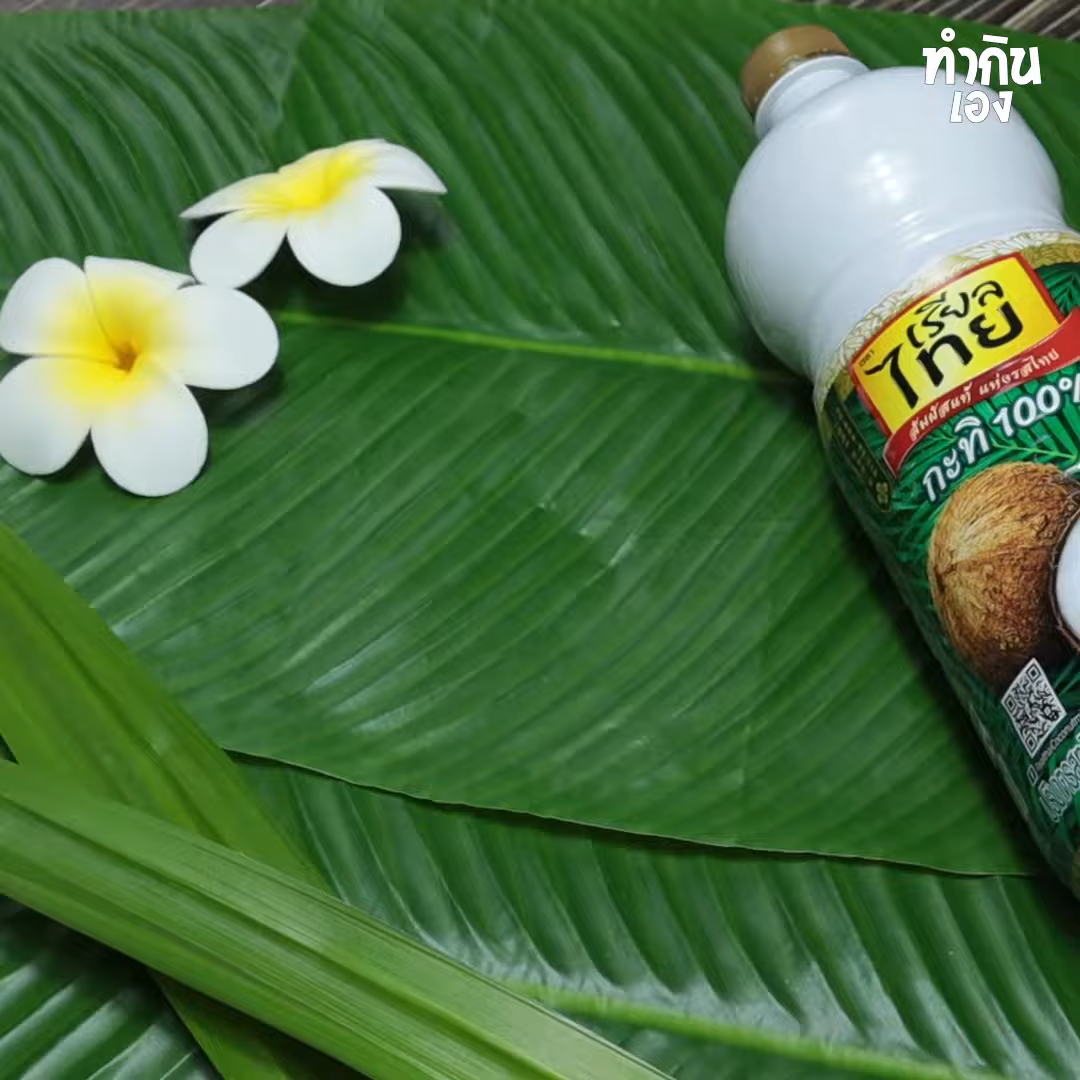 ทำกิน
เอง
เรียล
ไทย
สัมผัสแท้ แห่งรสไทย
กะทิ 100%